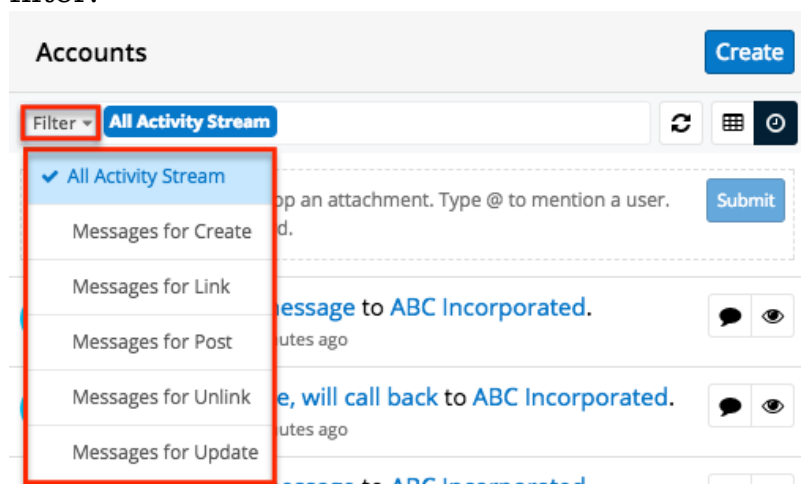 Accounts
Create
Filter
All Activity Stream
All Activity Stream
op an attachment. Type @ to mention a user.
Submit
Messages for Create
d.
Messages for Link
essage to ABC Incorporated.
Messages for Post
utes ago
Messages for Unlink
e, will call back to ABC Incorporated.
utes ago
Messages for Update